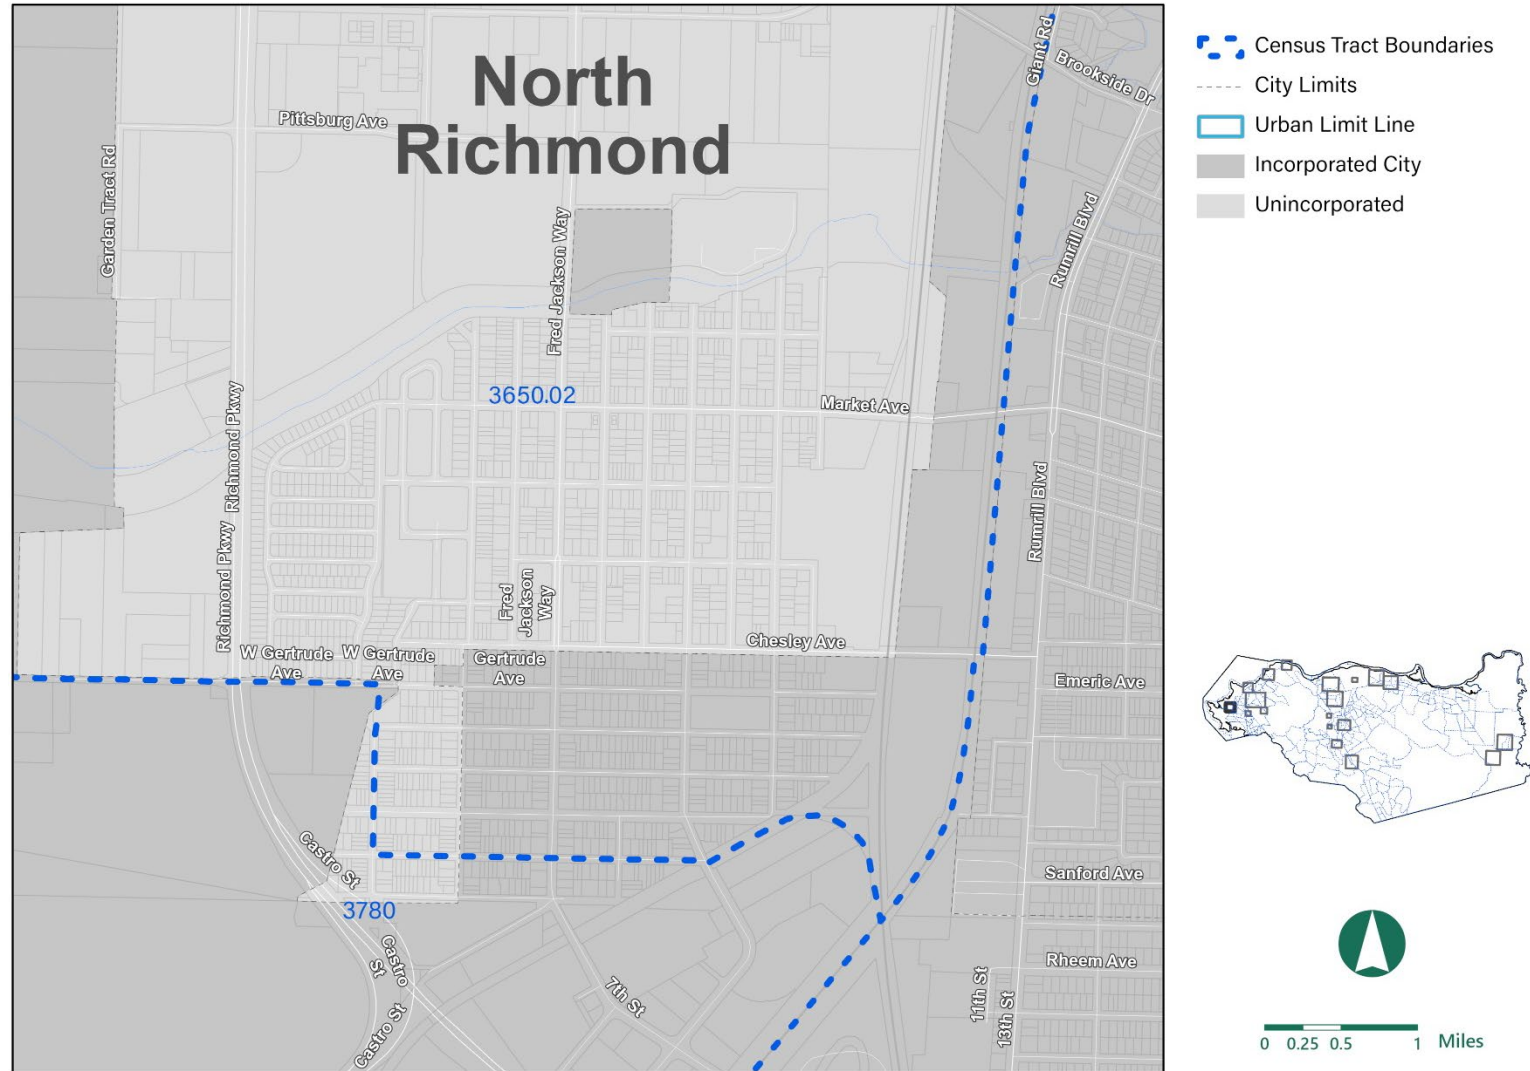 North
Richmond
Giant Rd
Brookside Dr
Pittsburg Ave
Garden Tract Rd
Fred Jackson Way
Rumrill Blvd
3650.02
Market Ave
Richmond Pkwy
Rumrill Blvd
Richmond Pkwy
Fred
Jackson
Way
Chesley Ave
W Gertrude
Ave
W Gertrude
Ave
Gertrude
Ave
Emeric Ave
Castro St
Sanford Ave
3780
Castro
St
Rheem Ave
7th St
11th St
13th St
Castro St
Census Tract Boundaries
City Limits
Urban Limit Line
Incorporated City
Unincorporated
0 0.25 0.5 1 Miles